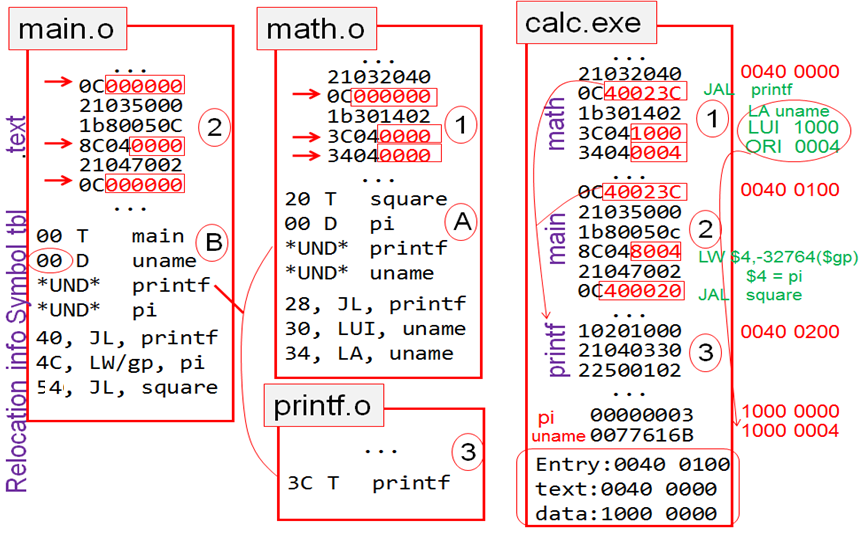 main.o
...
0C000000
21035000
1b80050C
8C040000
21047002
0C000000
...
2
.text
00 T main
00 D uname
*UND* printf
*UND* pi
B
Symbol tbl
40, JL, printf
4C, LW/gp, pi
54, JL, square
Relocation info
math.o
...
21032040
0C000000
1b301402
3C040000
34040000
...
1
20 T square
00 D pi
*UND* printf
*UND* uname
A
28, JL, printf
30, LUI, uname
34, LA, uname
printf.o
...
3C T printf
3
calc.exe
...
21032040 0040 0000
0C40023C JAL printf
1b301402 LA uname
3C041000 LUI 1000
34040004 ORI 0004
math
1
...
0C40023C 0040 0100
21035000
1b80050c
8C048004 LW $4,-32764($gp)
21047002 $4 = pi
0C400020 JAL square
main
2
...
10201000 0040 0200
21040330
22500102
printf
3
...
pi 00000003 1000 0000
uname 0077616B 1000 0004
Entry:0040 0100
text:0040 0000
data:1000 0000